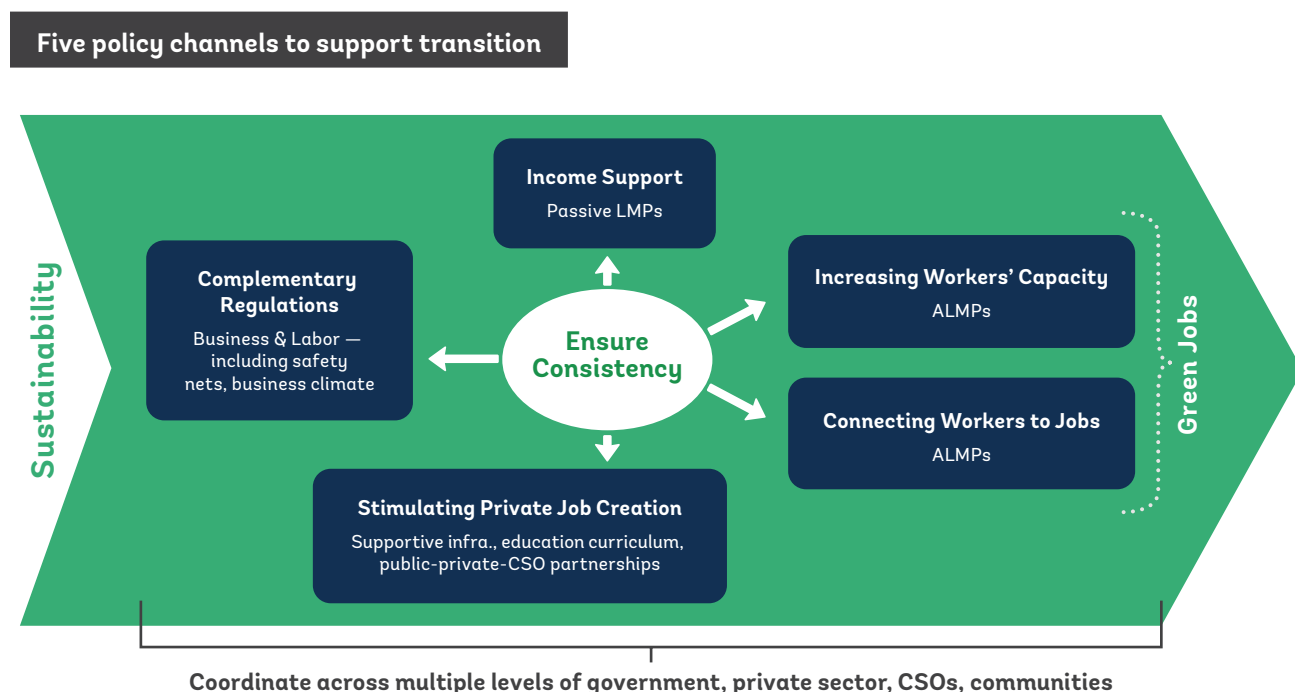 Five policy channels to support transition
Sustainability
Income Support
Passive LMPs
Complementary
Regulations
Business & Labor —
including safety
nets, business climate
Ensure
Consistency
Increasing Workers’ Capacity
ALMPs
Connecting Workers to Jobs
ALMPs
Green Jobs
Stimulating Private Job Creation
Supportive infra., education curriculum,
public-private-CSO partnerships
Coordinate across multiple levels of government, private sector, CSOs, communities